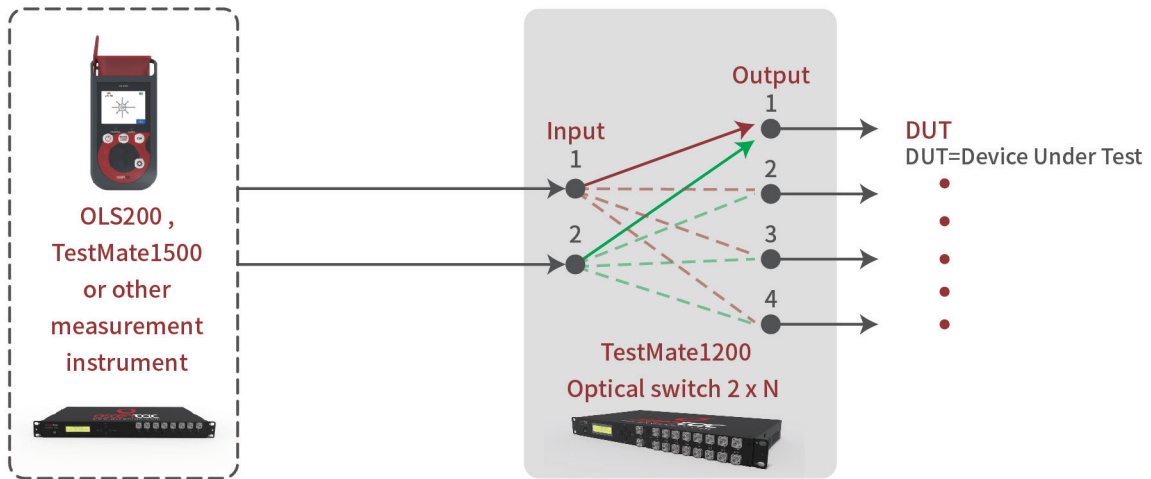 OLS200 ,
TestMate1500
or other
measurement
instrument
Input
1
2
Output
1
2
3
4
TestMate1200
Optical switch 2 x N
DUT
DUT=Device Under Test